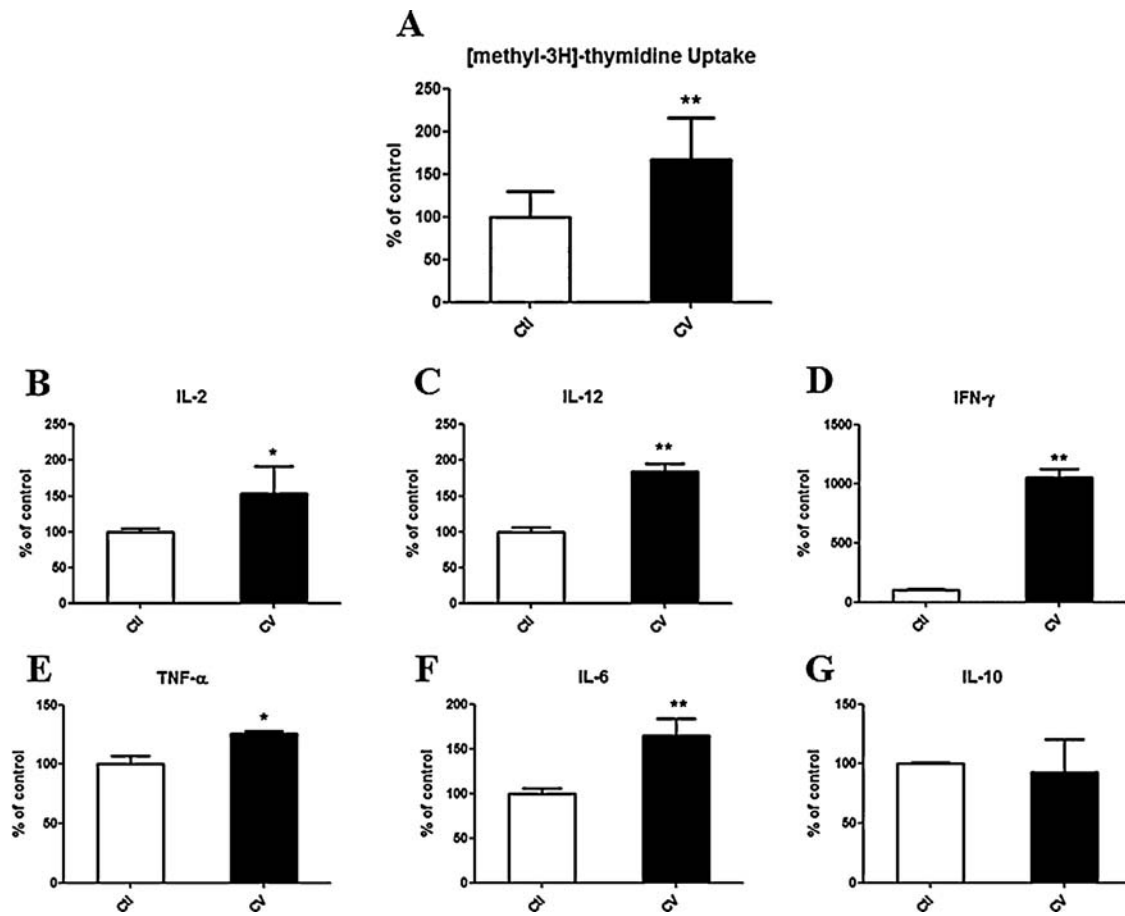 A
[methyl-3H]-thymidine Uptake
250
200
150
100
50
0
% of control
**
Ctl
CV
B
IL-2
250
200
150
100
50
0
% of control
*
Ctl
CV
C
IL-12
250
200
150
100
50
0
% of control
**
Ctl
CV
D
IFN-γ
1500
1000
500
0
% of control
**
Ctl
CV
E
TNF-α
150
100
50
0
% of control
*
Ctl
CV
F
IL-6
200
150
100
50
0
% of control
**
Ctl
CV
G
IL-10
150
100
50
0
% of control
Ctl
CV